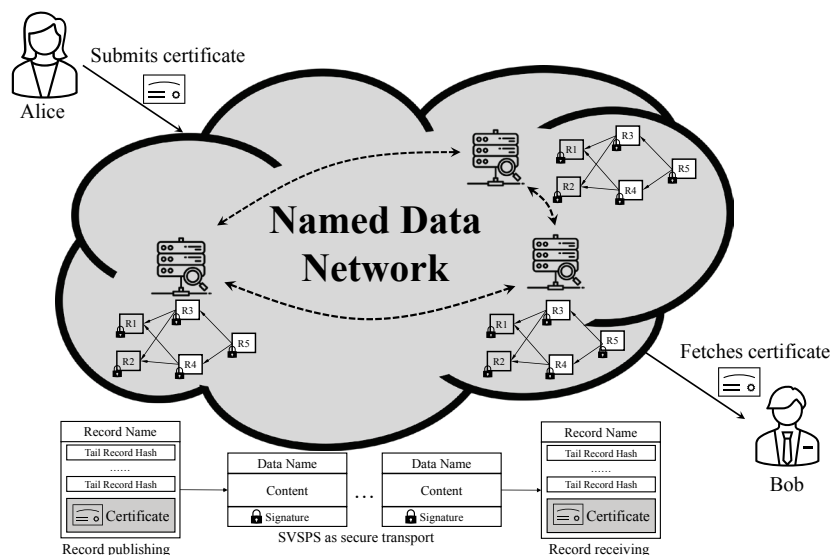 Submits certificate
Alice
Named Data
Network
R1
R2
R3
R4
R5
R1
R2
R3
R4
R5
R1
R2
R3
R4
R5
Fetches certificate
Bob
Record Name
Tail Record Hash
......
Tail Record Hash
Certificate
Record publishing
Data Name
Content
Signature
...
Data Name
Content
Signature
SVSPS as secure transport
Record Name
Tail Record Hash
......
Tail Record Hash
Certificate
Record receiving